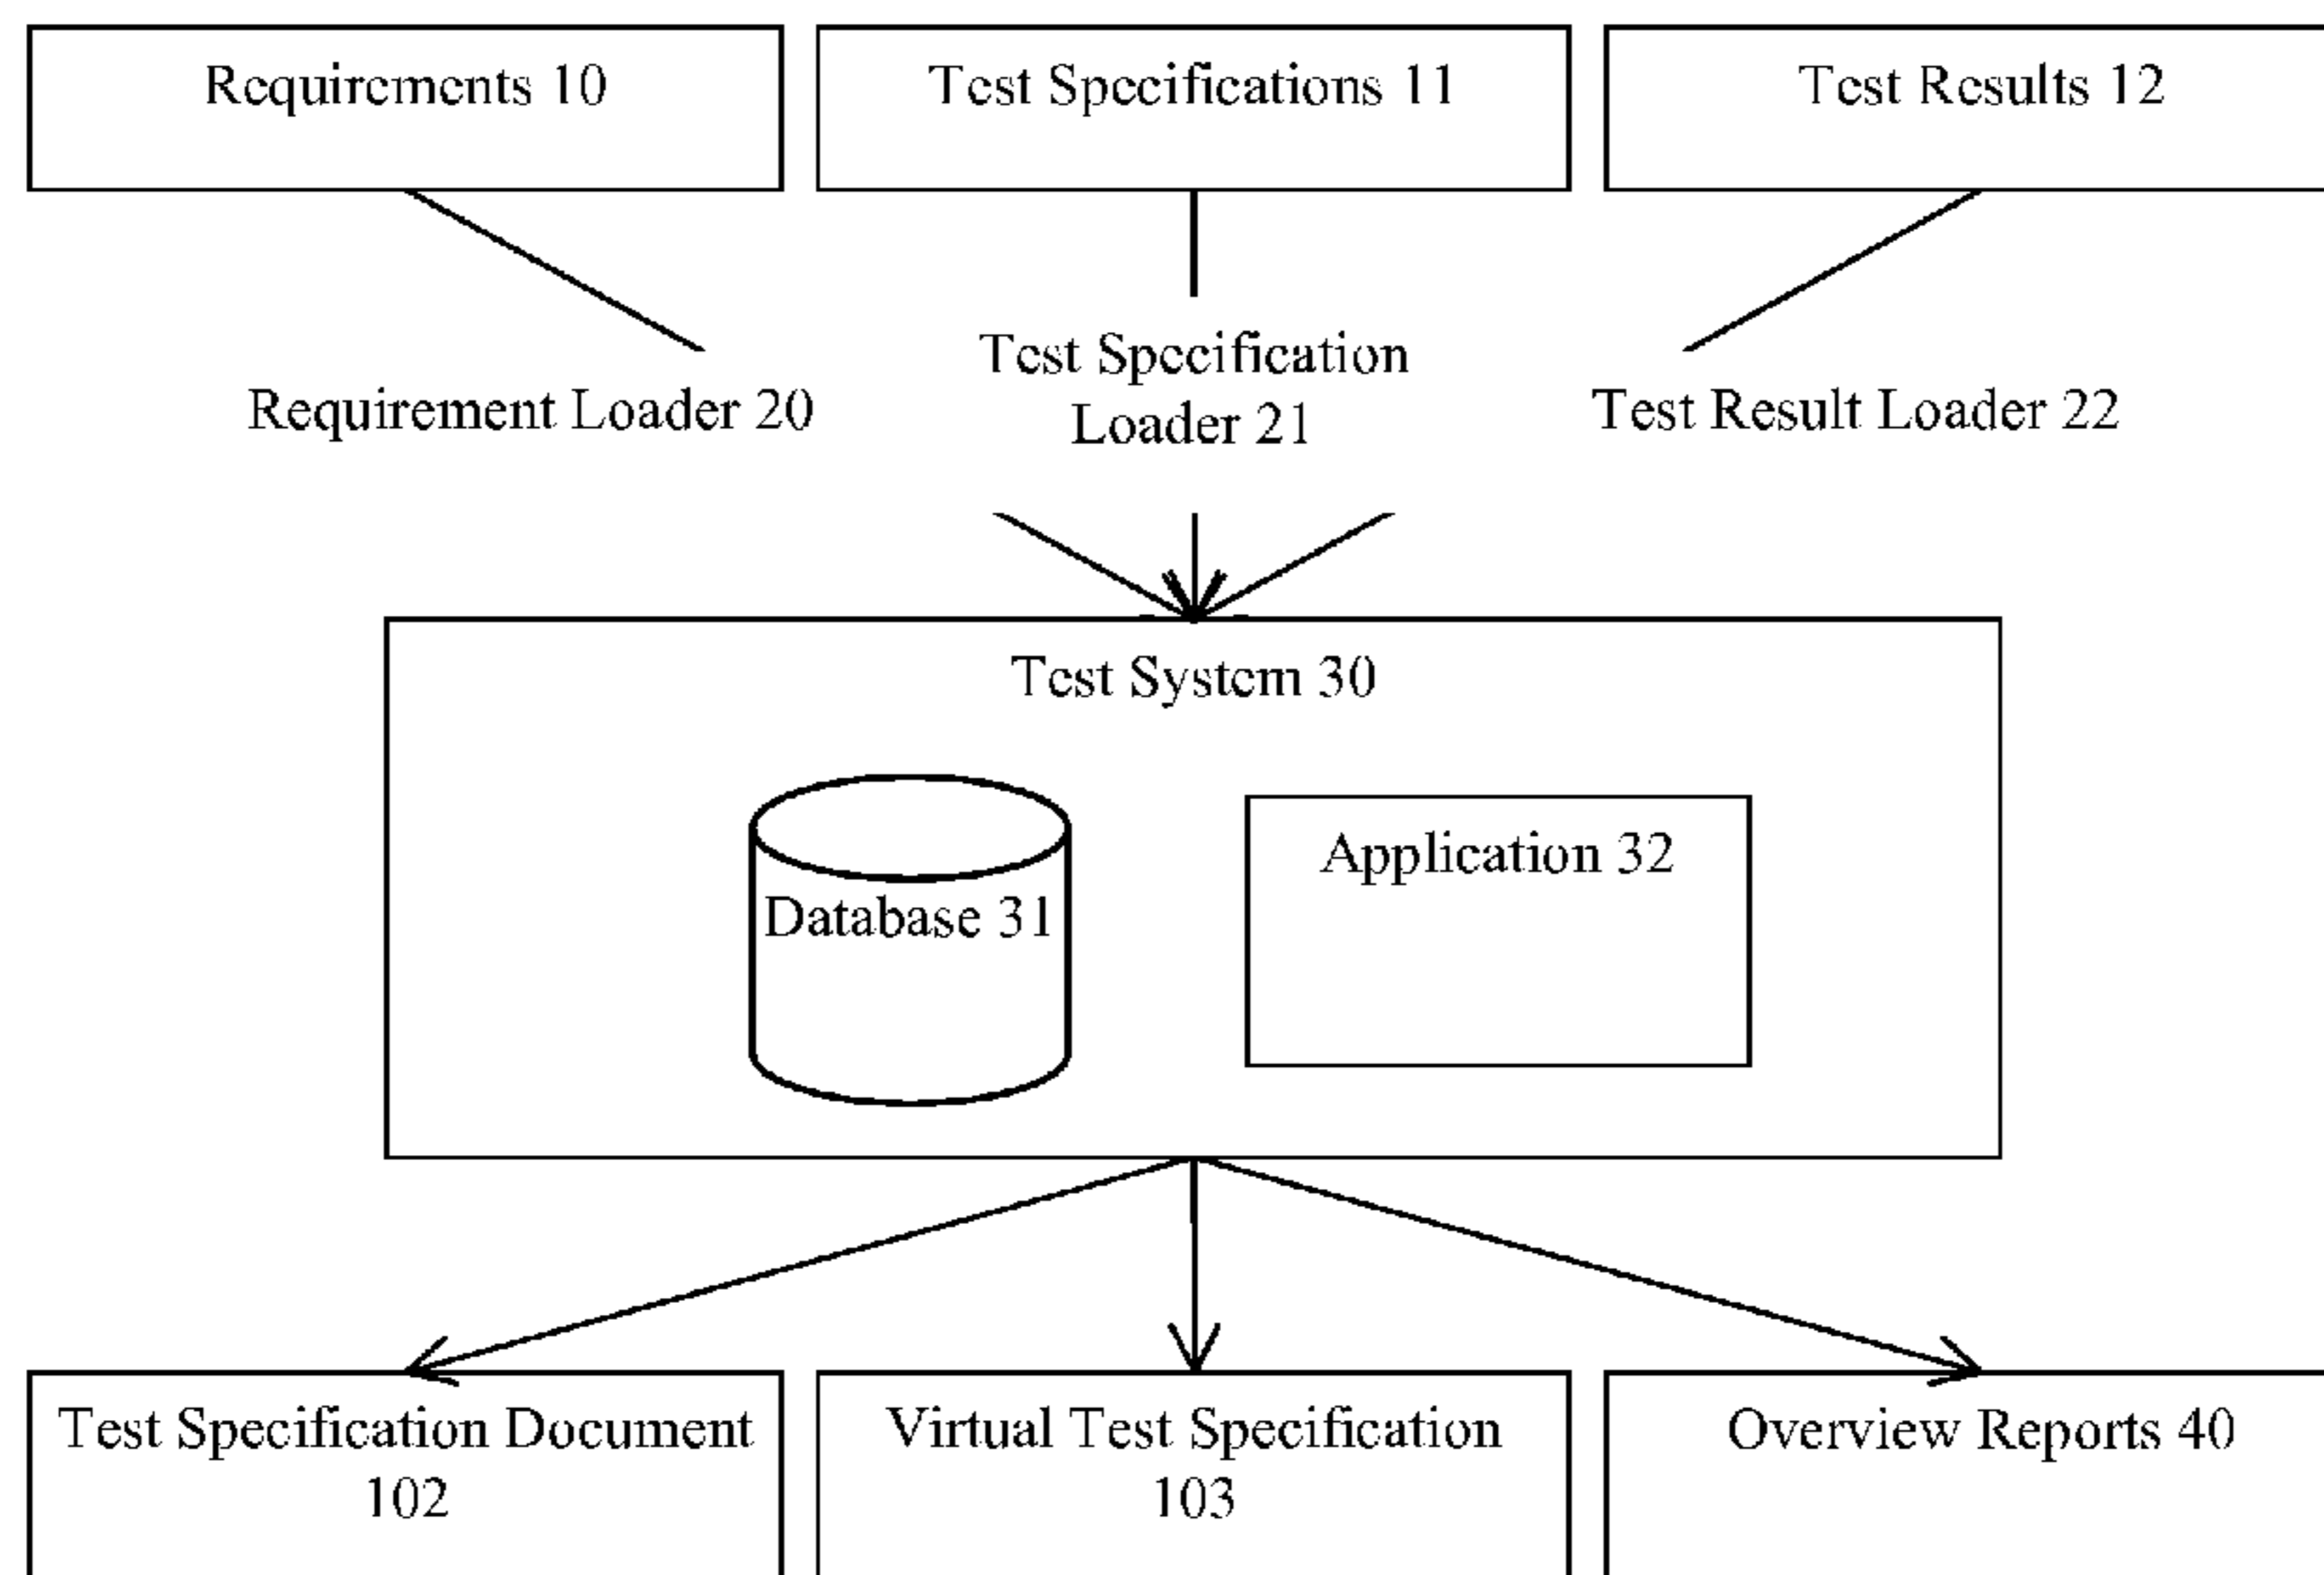 Requirements 10
Test Specifications 11
Test Results 12
Requirement Loader 20
Test Specification
Loader 21
Test Result Loader 22
Test System 30
Database 31
Application 32
Test Specification Document
102
Virtual Test Specification
103
Overview Reports 40